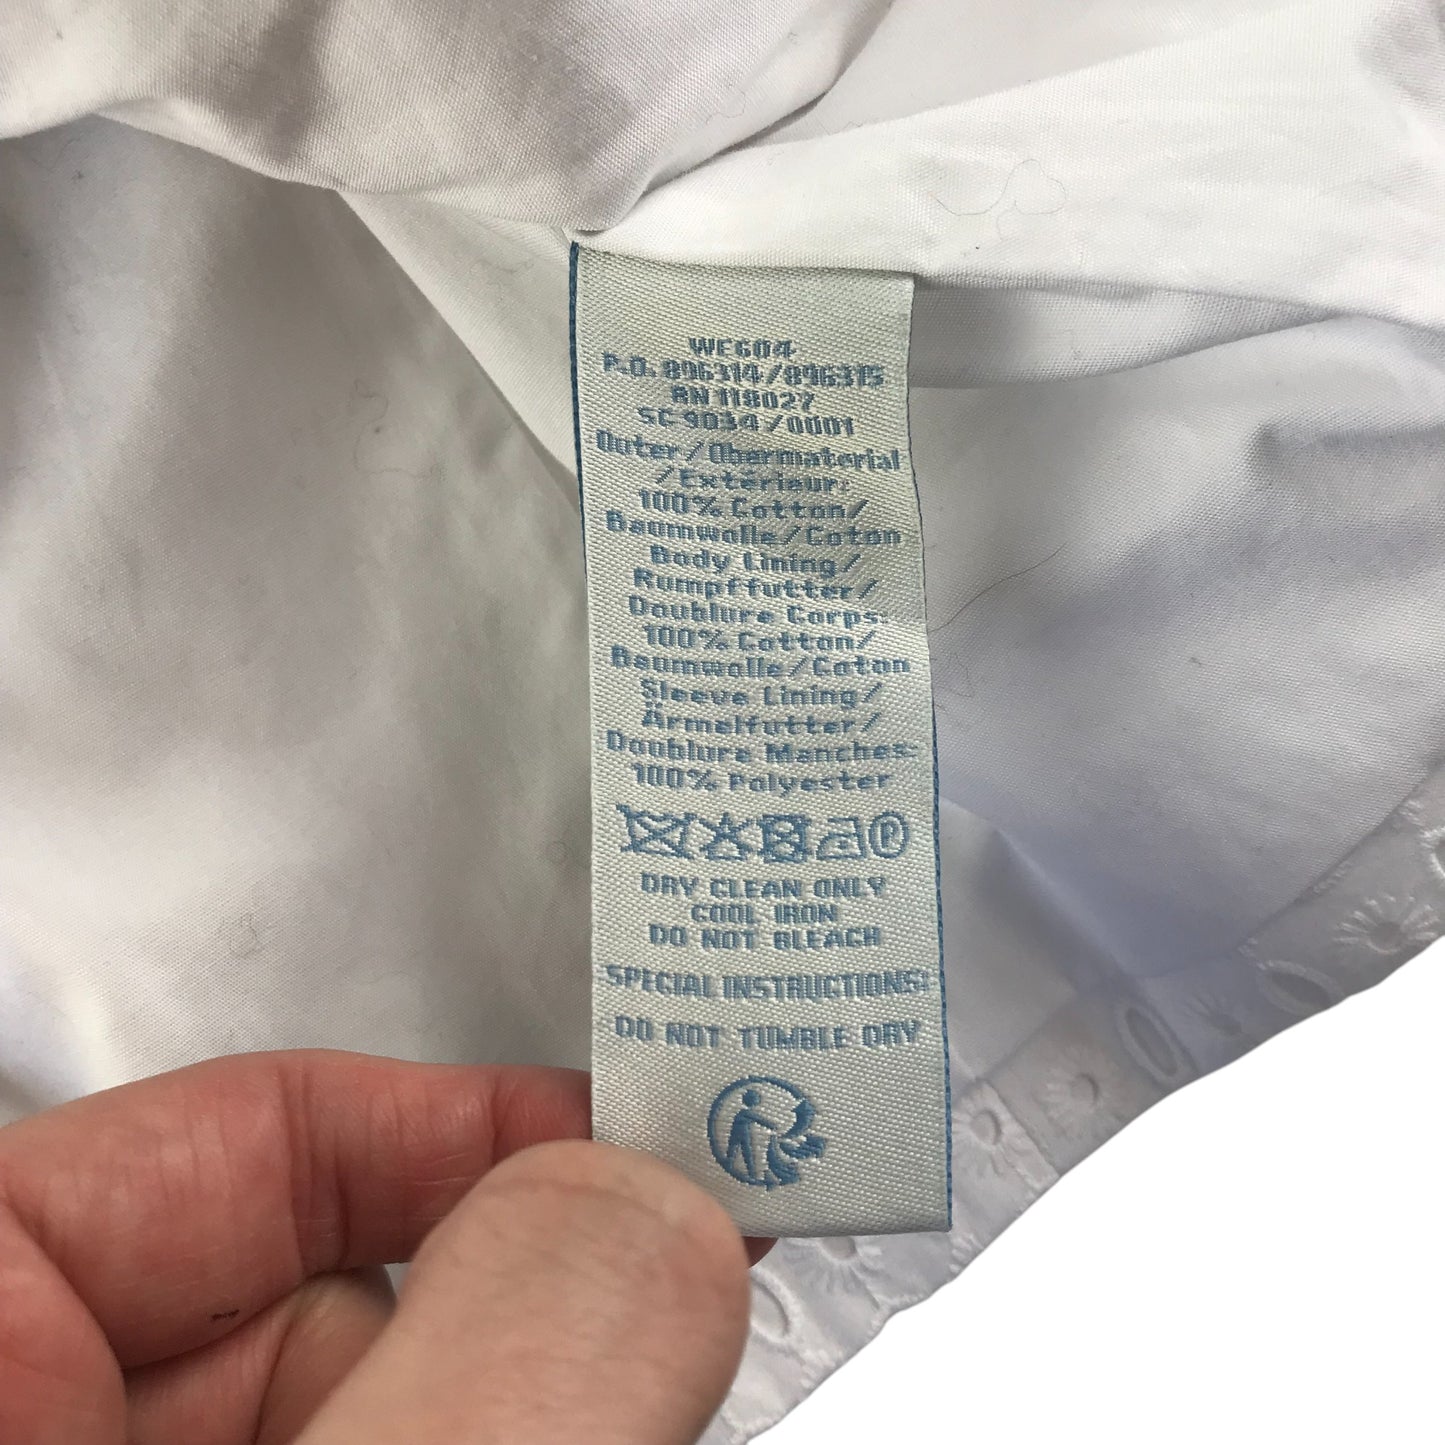 WE604
P.O. 896314/896315
RN 118027
SC-9034/0001
Outer/Obermaterial
/Extérieur:
100% Cotton/
Baumwolle/Coton
Body Lining/
Rumpffutter/
Doublure Corps:
100% Cotton/
Baumwolle/Coton
Sleeve Lining/
Ärmelfutter/
Doublure Manches:
100% Polyester
P
DRY CLEAN ONLY
COOL IRON
DO NOT BLEACH
SPECIAL INSTRUCTIONS:
DO NOT TUMBLE DRY